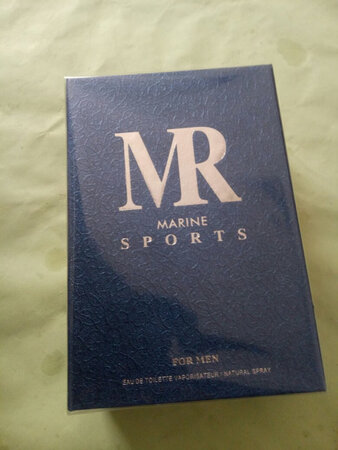 MR
MARINE
SPORTS
FOR MEN
EAU DE TOILETTE VAPORISATEUR / NATURAL SPRAY